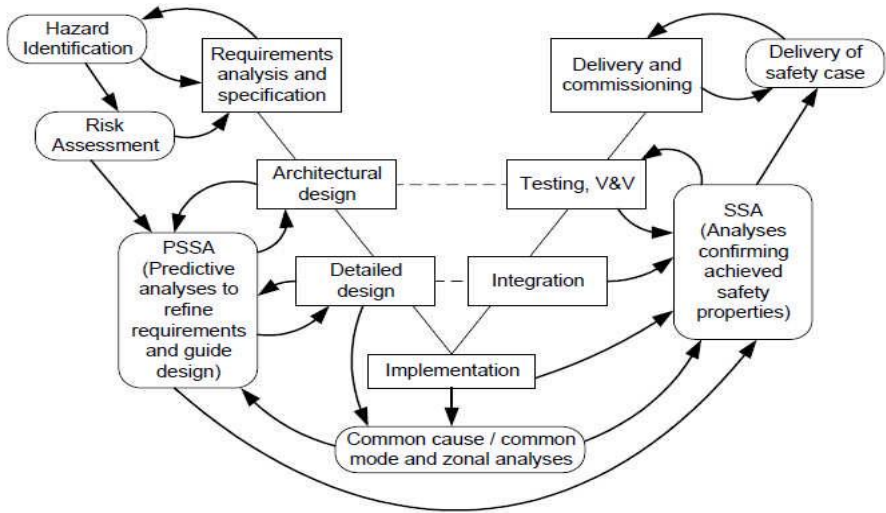 Hazard
Identification
Requirements
analysis and
specification
Delivery and
commissioning
Delivery of
safety case
Risk
Assessment
Architectural
design
Testing, V&V
SSA
(Analyses
confirming
achieved
safety
properties)
PSSA
(Predictive
analyses to
refine
requirements
and guide
design)
Detailed
design
Integration
Implementation
Common cause / common
mode and zonal analyses